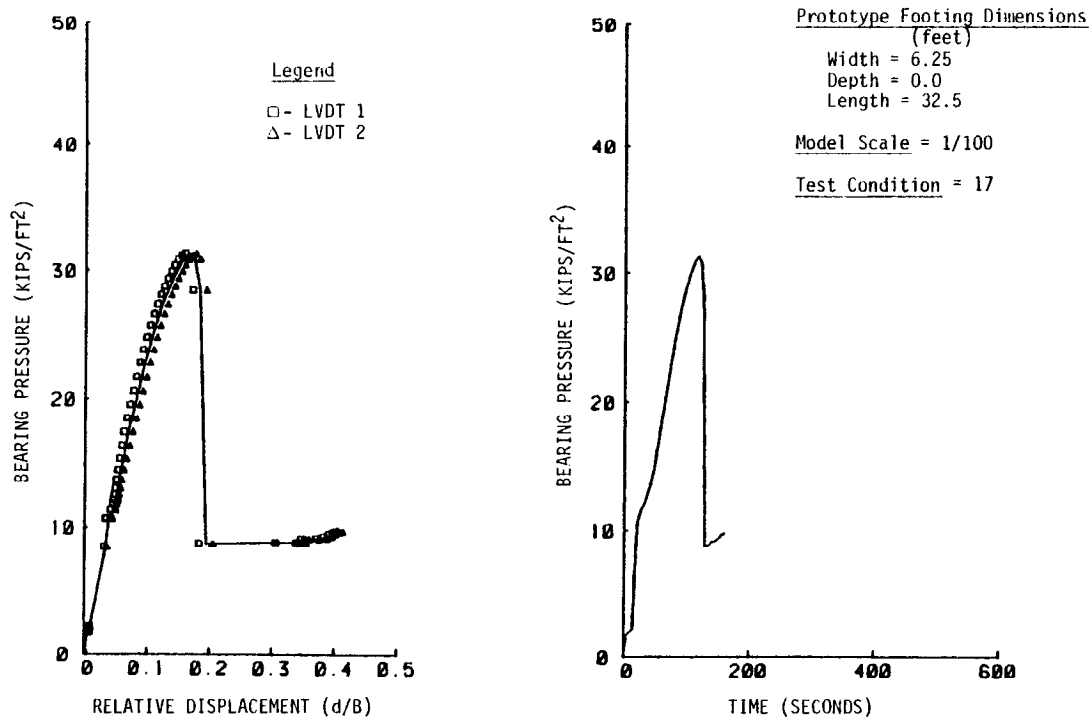 50
40
30
20
10
0
BEARING PRESSURE (KIPS/FT²)
Legend
□ - LVDT 1
△ - LVDT 2
0 0.1 0.2 0.3 0.4 0.5
RELATIVE DISPLACEMENT (d/B)
Prototype Footing Dimensions
(feet)
Width = 6.25
Depth = 0.0
Length = 32.5
Model Scale = 1/100
Test Condition = 17
50
40
30
20
10
0
BEARING PRESSURE (KIPS/FT²)
0 200 400 600
TIME (SECONDS)